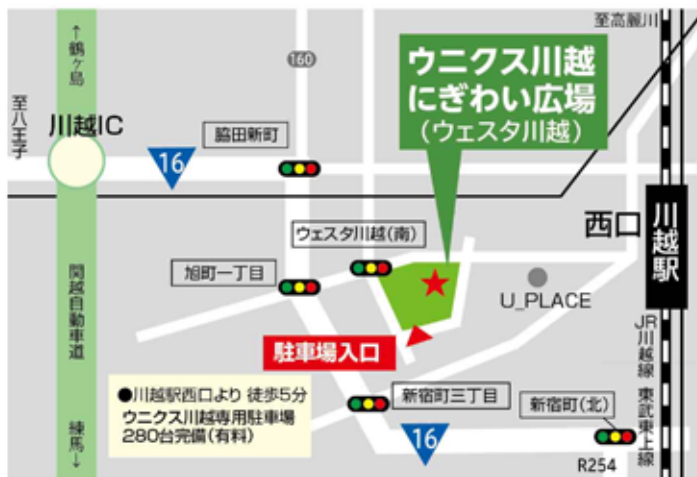 至高麗川
↑鶴ヶ島
160
ウニクス川越
にぎわい広場
(ウェスタ川越)
至八王子
川越IC
脇田新町
16
西口
川越駅
ウェスタ川越(南)
旭町一丁目
U_PLACE
関越自動車道
駐車場入口
JR川越線
東武東上線
●川越駅西口より 徒歩5分
ウニクス川越専用駐車場
280台完備(有料)
新宿町三丁目
新宿町(北)
16
練馬↓
R254